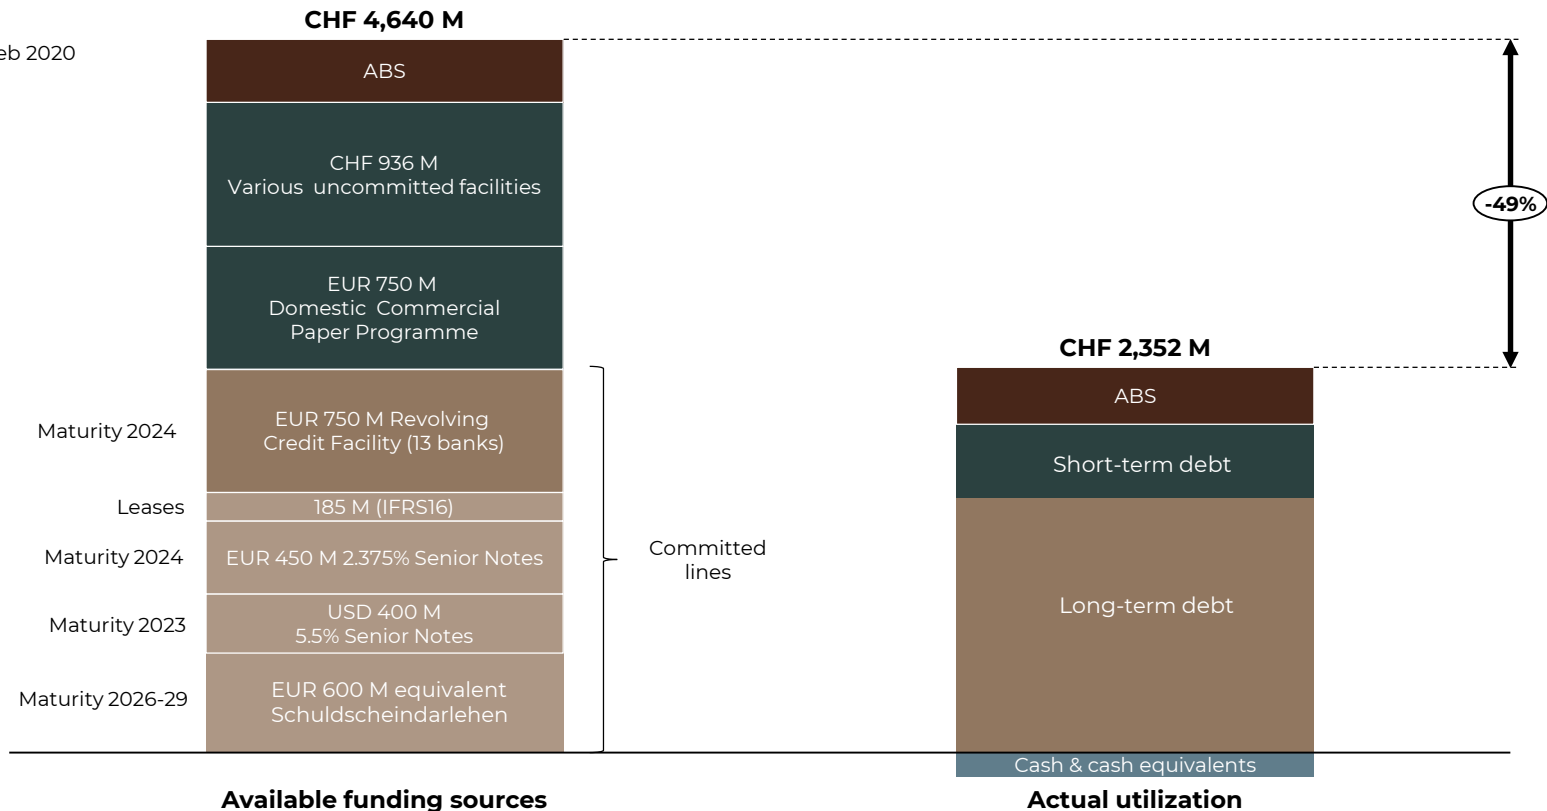 CHF 4,640 M
eb 2020
ABS
CHF 936 M
Various uncommitted facilities
EUR 750 M
Domestic Commercial
Paper Programme
Maturity 2024
EUR 750 M Revolving
Credit Facility (13 banks)
Leases
185 M (IFRS16)
Maturity 2024
EUR 450 M 2.375% Senior Notes
Maturity 2023
USD 400 M
5.5% Senior Notes
Maturity 2026-29
EUR 600 M equivalent
Schuldscheindarlehen
Committed
lines
Available funding sources
-49%
CHF 2,352 M
ABS
Short-term debt
Long-term debt
Cash & cash equivalents
Actual utilization